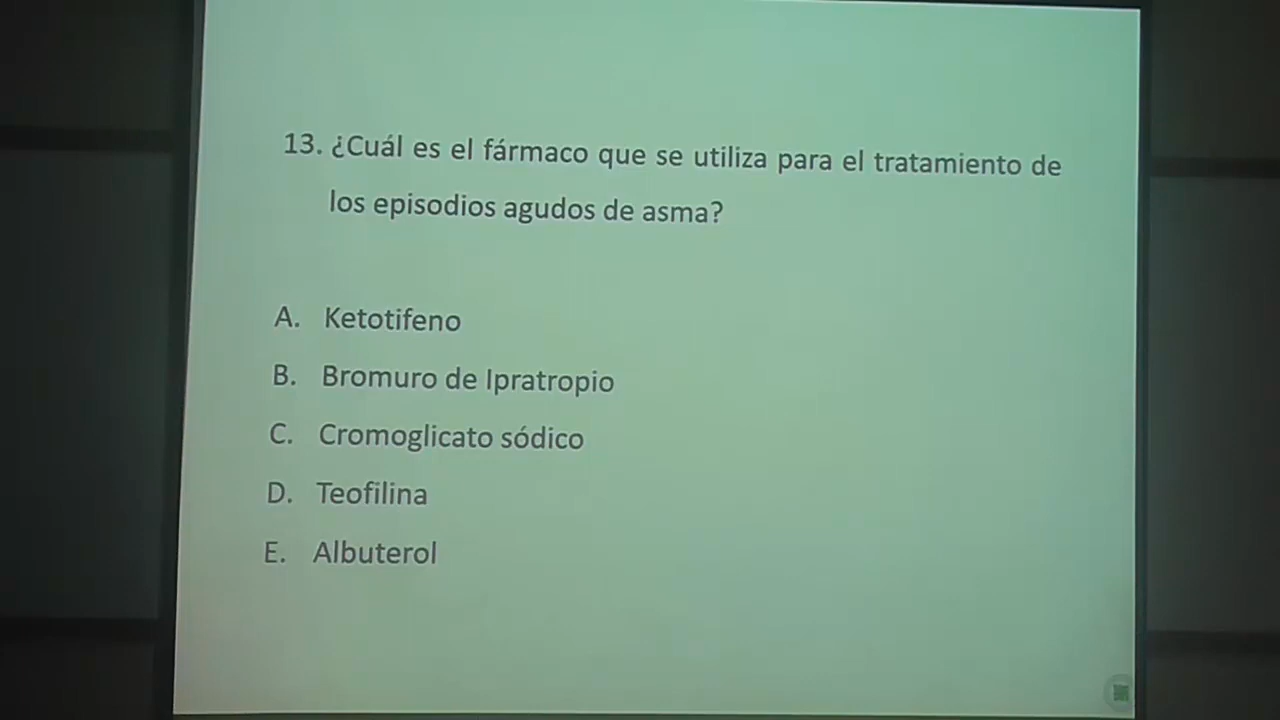 13. ¿Cuál es el fármaco que se utiliza para el tratamiento de
los episodios agudos de asma?
A. Ketotifeno
B. Bromuro de Ipratropio
C. Cromoglicato sódico
D. Teofilina
E. Albuterol